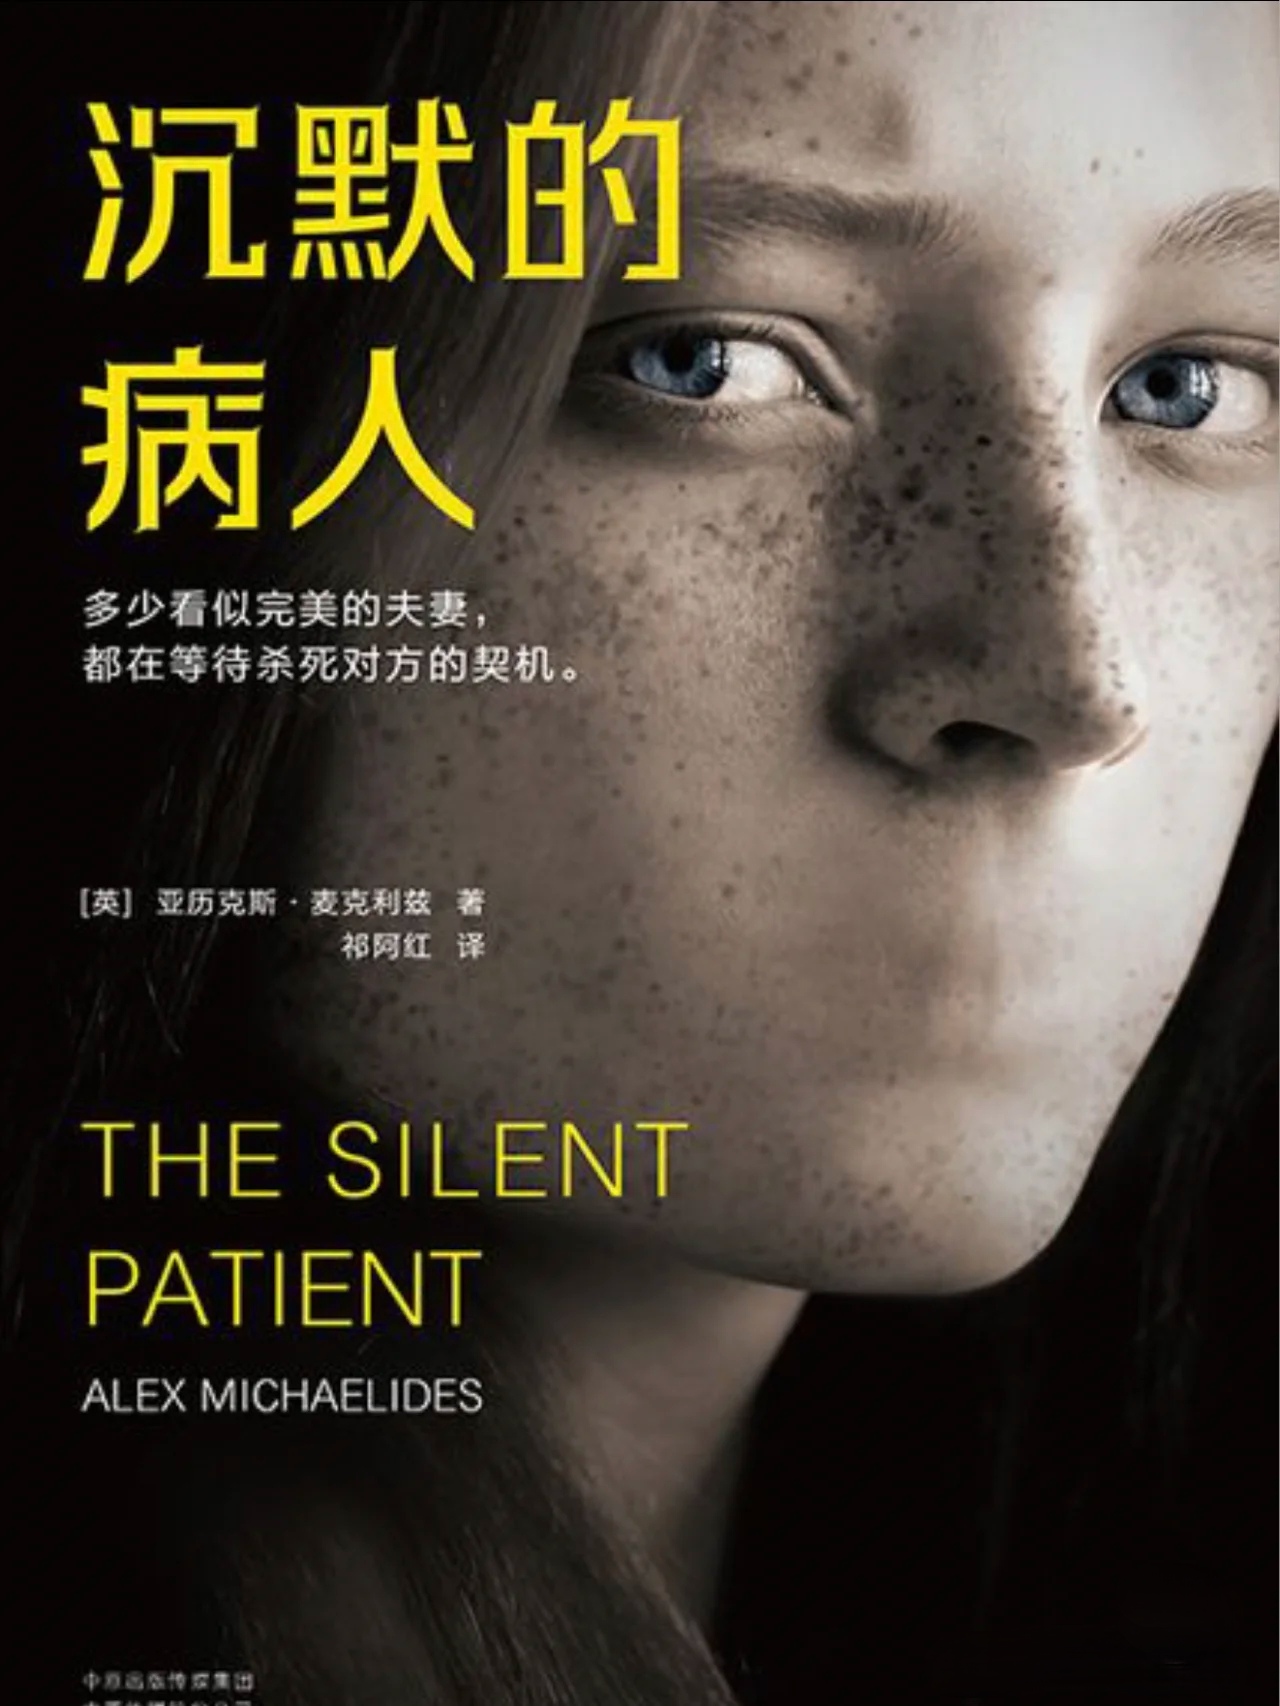 沉默的
病人
多少看似完美的夫妻，
都在等待杀死对方的契机。
[英] 亚历克斯·麦克利兹 著
祁阿红 译
THE SILENT
PATIENT
ALEX MICHAELIDES
中原出版传媒集团